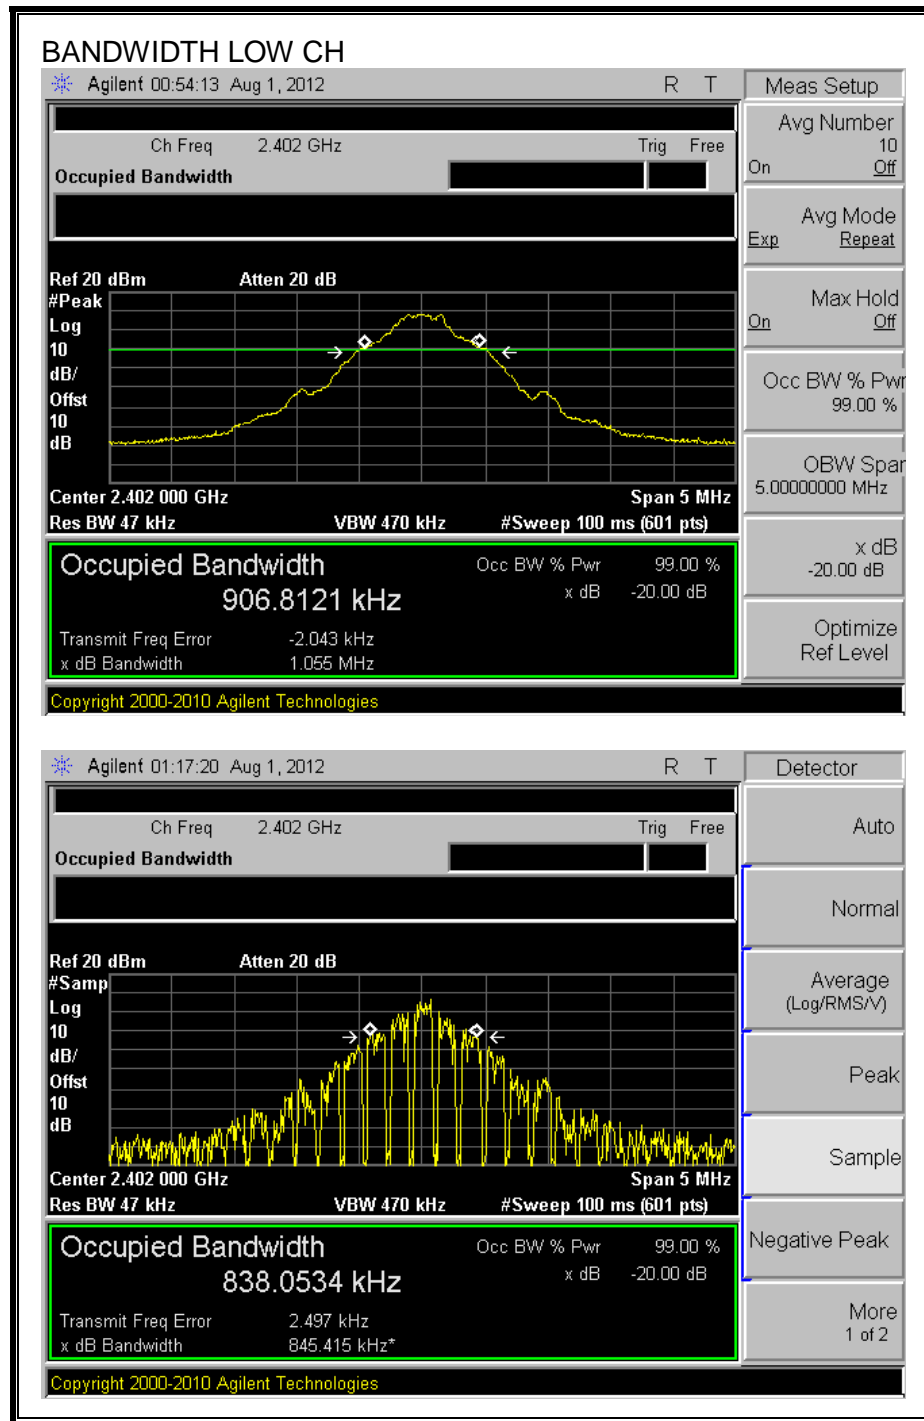 BANDWIDTH LOW CH
Agilent 00:54:13 Aug 1, 2012 R T
Meas Setup
Ch Freq 2.402 GHz Trig Free
Occupied Bandwidth
Avg Number
10
On Off
Avg Mode
Exp Repeat
Max Hold
On Off
Occ BW % Pwr
99.00 %
OBW Span
5.00000000 MHz
x dB
-20.00 dB
Optimize
Ref Level
Ref 20 dBm Atten 20 dB
#Peak
Log
10
dB/
Offst
10
dB
Center 2.402 000 GHz Span 5 MHz
Res BW 47 kHz VBW 470 kHz #Sweep 100 ms (601 pts)
Occupied Bandwidth Occ BW % Pwr 99.00 %
906.8121 kHz x dB -20.00 dB
Transmit Freq Error -2.043 kHz
x dB Bandwidth 1.055 MHz
Copyright 2000-2010 Agilent Technologies
Agilent 01:17:20 Aug 1, 2012 R T
Detector
Ch Freq 2.402 GHz Trig Free
Occupied Bandwidth
Auto
Normal
Average
(Log/RMS/V)
Peak
Sample
Negative Peak
More
1 of 2
Ref 20 dBm Atten 20 dB
#Samp
Log
10
dB/
Offst
10
dB
Center 2.402 000 GHz Span 5 MHz
Res BW 47 kHz VBW 470 kHz #Sweep 100 ms (601 pts)
Occupied Bandwidth Occ BW % Pwr 99.00 %
838.0534 kHz x dB -20.00 dB
Transmit Freq Error 2.497 kHz
x dB Bandwidth 845.415 kHz*
Copyright 2000-2010 Agilent Technologies